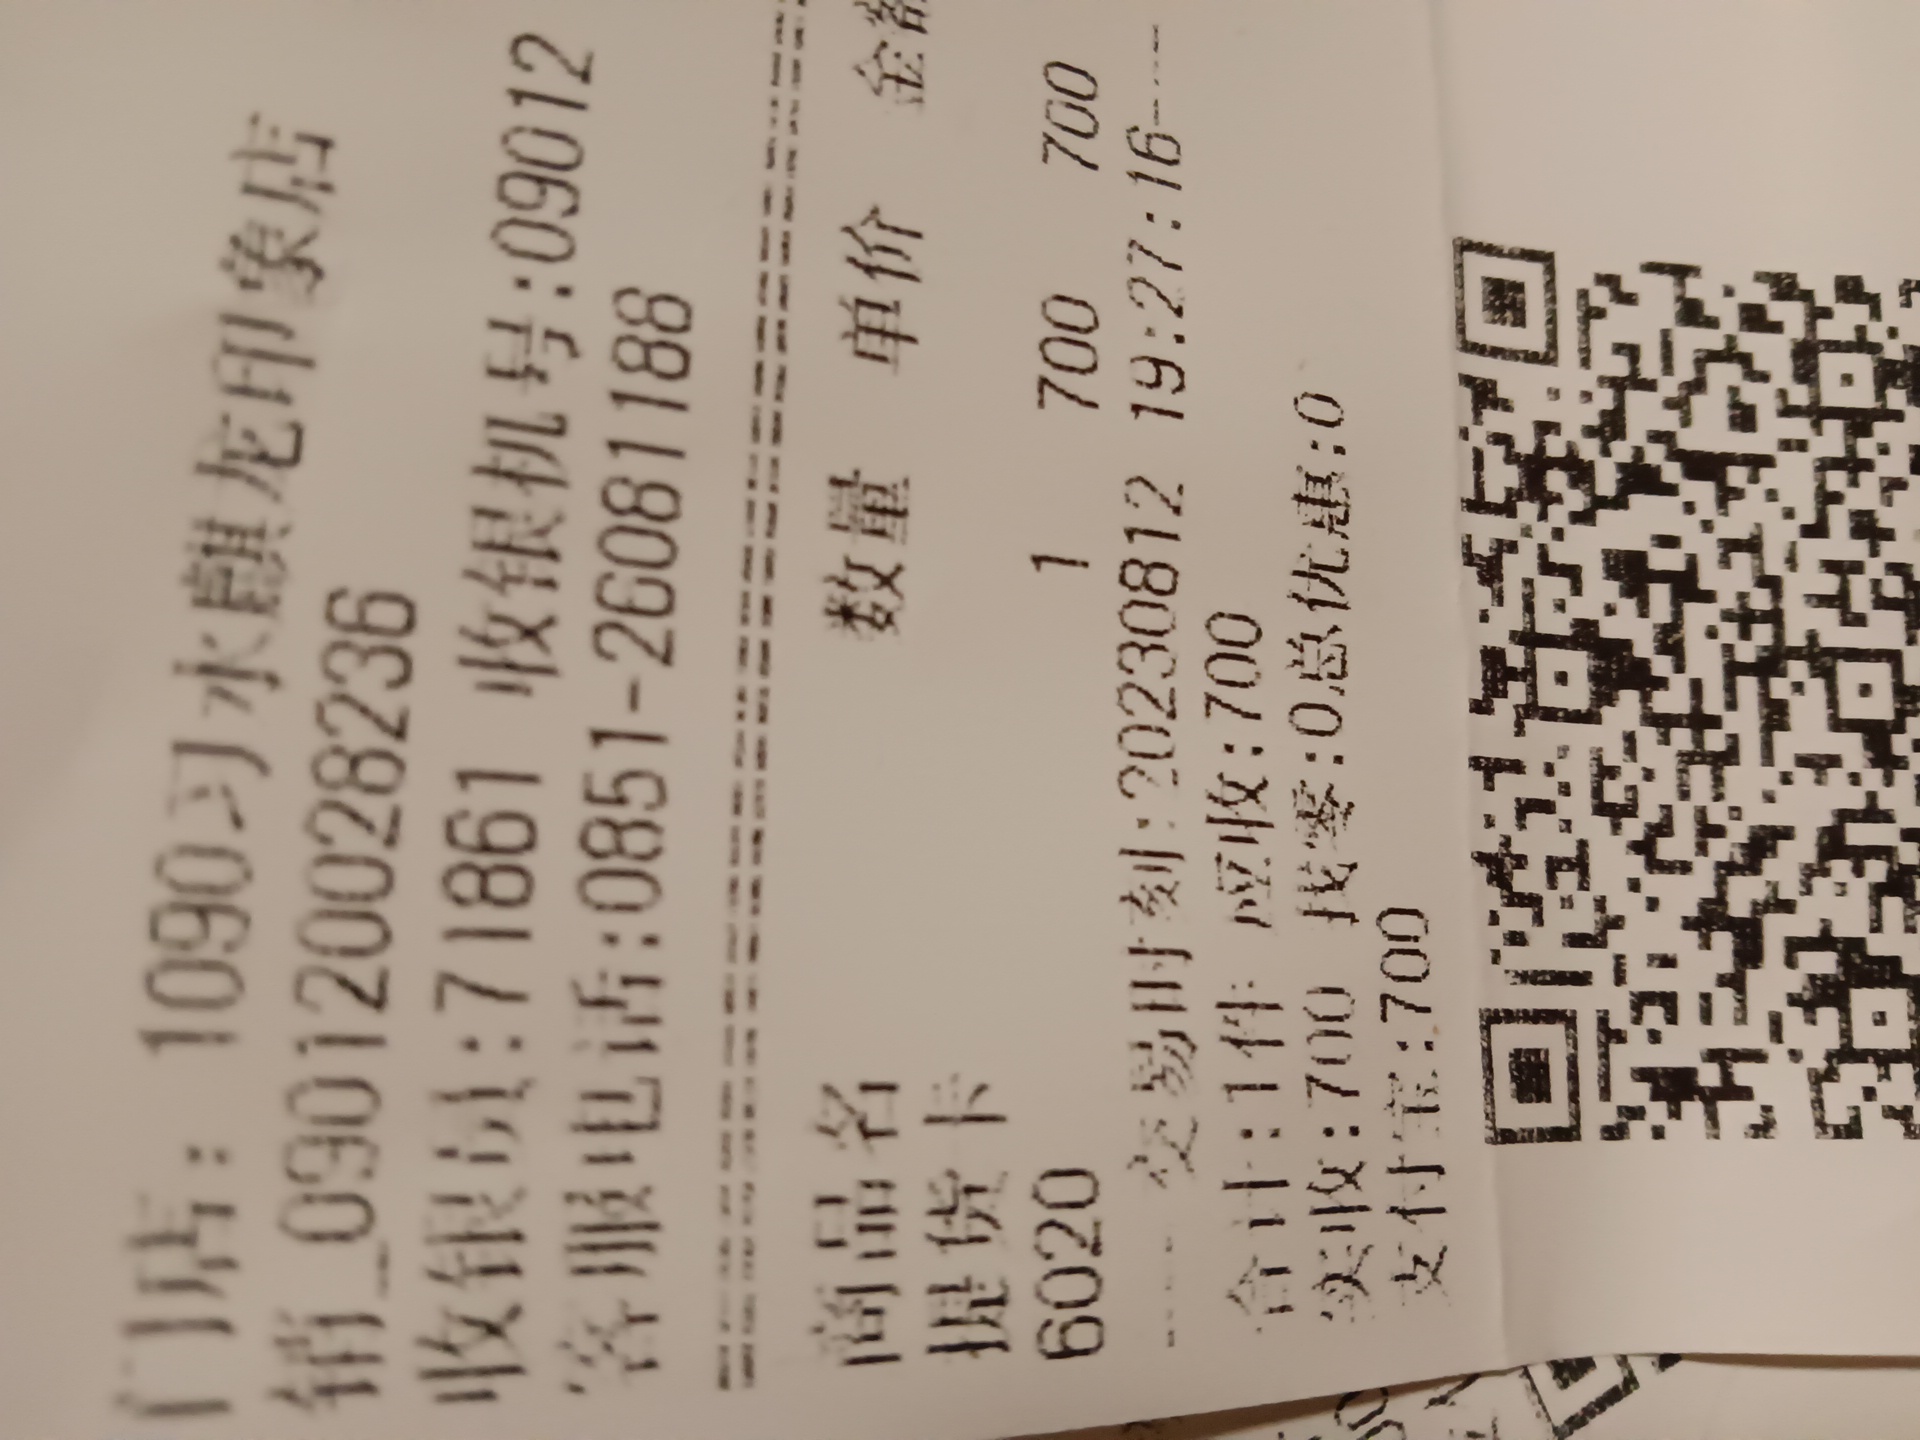 门店: 1090习水麒龙印象店
销_090120028236
收银员:71861 收银机号:09012
客服电话:0851-26081188
==================================
商品名 数量 单价 金额
提货卡
6020 1 700 700
---- 交易时刻:20230812 19:27:16----
合计:1件 应收:700
实收:700 找零:0总优惠:0
支付宝:700